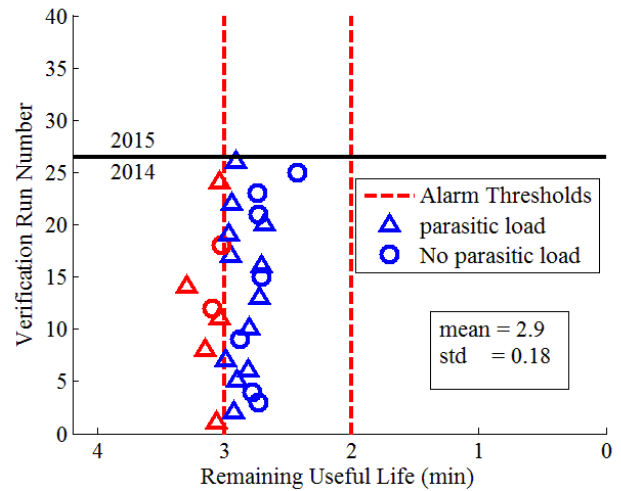 40
35
30
25
20
15
10
5
0
Verification Run Number
2015
2014
Alarm Thresholds
parasitic load
No parasitic load
mean = 2.9
std = 0.18
4 3 2 1 0
Remaining Useful Life (min)